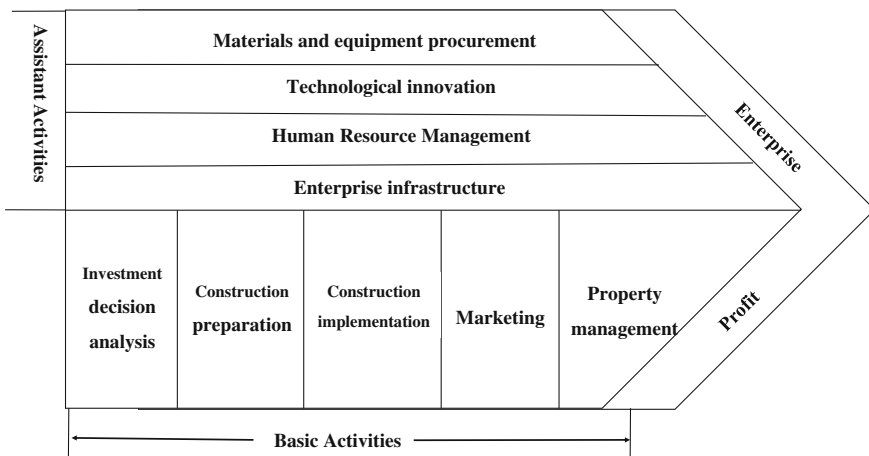 Assistant Activities
Materials and equipment procurement
Technological innovation
Human Resource Management
Enterprise infrastructure
Enterprise
Profit
Investment
decision
analysis
Construction
preparation
Construction
implementation
Marketing
Property
management
Basic Activities